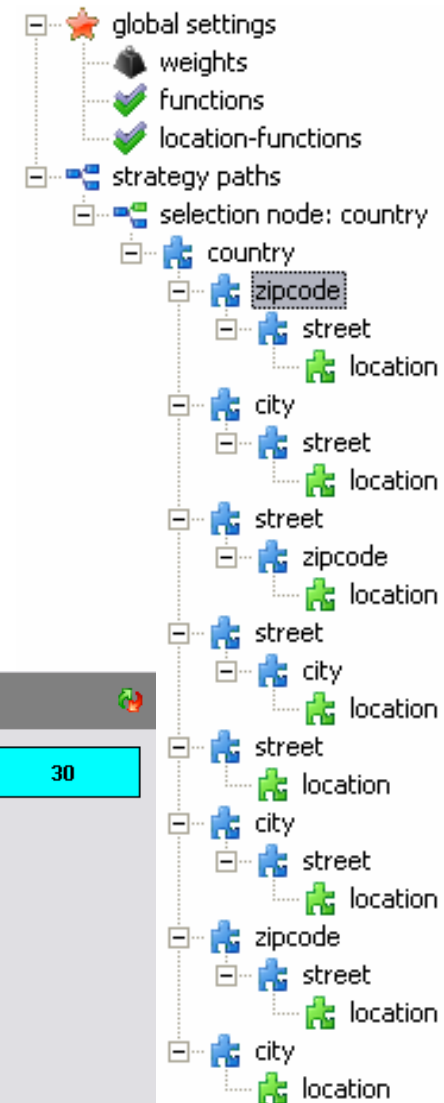 global settings
weights
functions
location-functions
strategy paths
selection node: country
country
zipcode
street
location
city
street
location
street
zipcode
location
street
city
location
street
location
city
street
location
zipcode
street
location
city
location
30